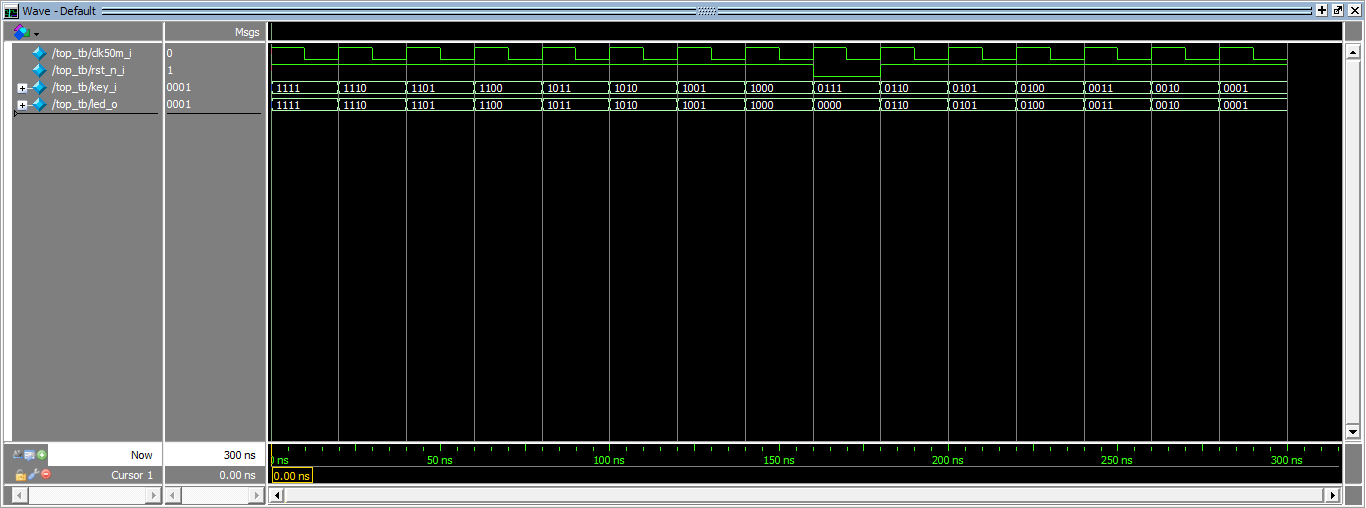 Wave - Default
Msgs
/top_tb/clk50m_i 0
/top_tb/rst_n_i 1
/top_tb/key_i 0001 1111 1110 1101 1100 1011 1010 1001 1000 0111 0110 0101 0100 0011 0010 0001
/top_tb/led_o 0001 1111 1110 1101 1100 1011 1010 1001 1000 0000 0110 0101 0100 0011 0010 0001
Now 300 ns ns 50 ns 100 ns 150 ns 200 ns 250 ns 300 ns
Cursor 1 0.00 ns 0.00 ns